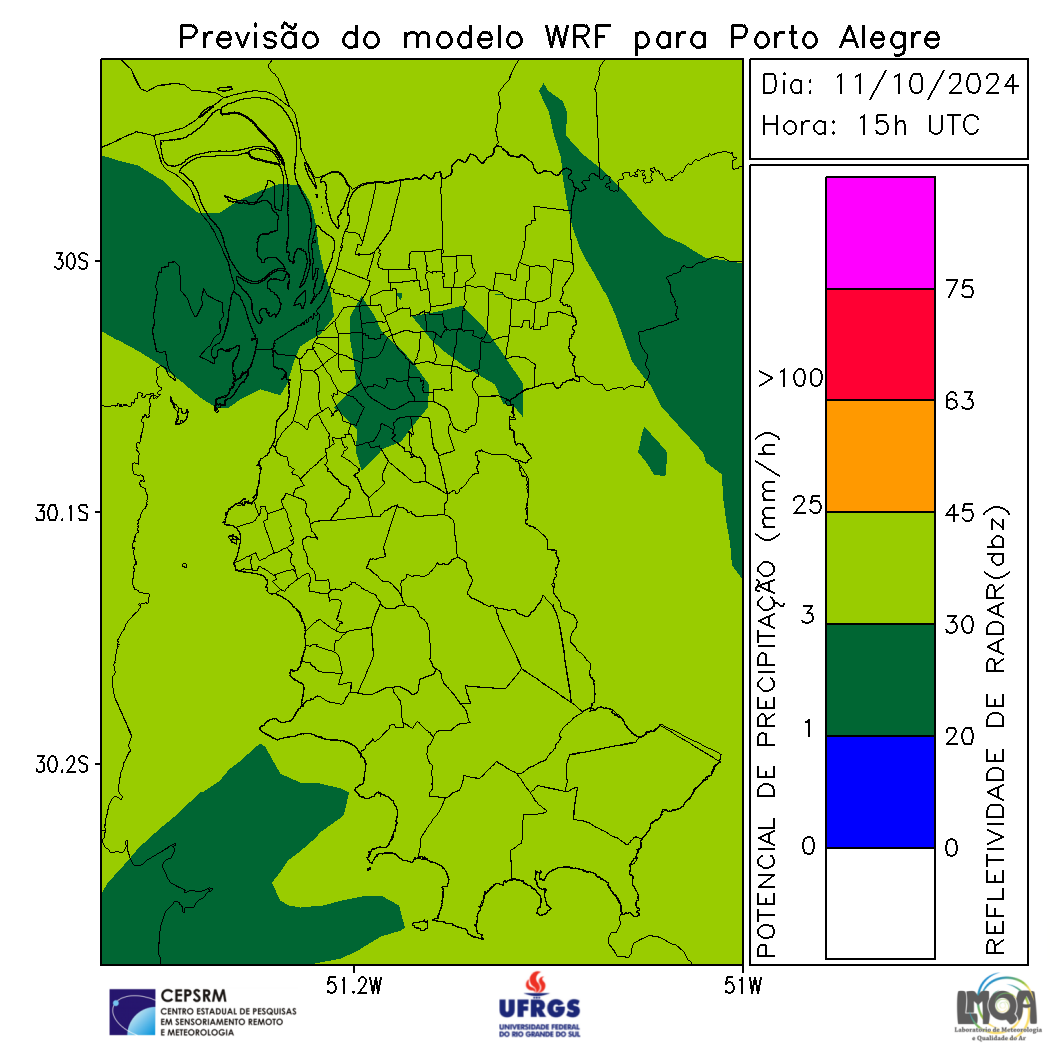 Previsão do modelo WRF para Porto Alegre
Dia: 11/10/2024
Hora: 15h UTC
30S
30.1S
30.2S
51.2W
51W
POTENCIAL DE PRECIPITAÇÃO (mm/h)
>100
25
3
1
0
75
63
45
30
20
0
REFLETIVIDADE DE RADAR(dbz)
CEPSRM
CENTRO ESTADUAL DE PESQUISAS
EM SENSORIAMENTO REMOTO
E METEOROLOGIA
UFRGS
UNIVERSIDADE FEDERAL
DO RIO GRANDE DO SUL
LMQA
Laboratório de Meteorologia
e Qualidade do Ar